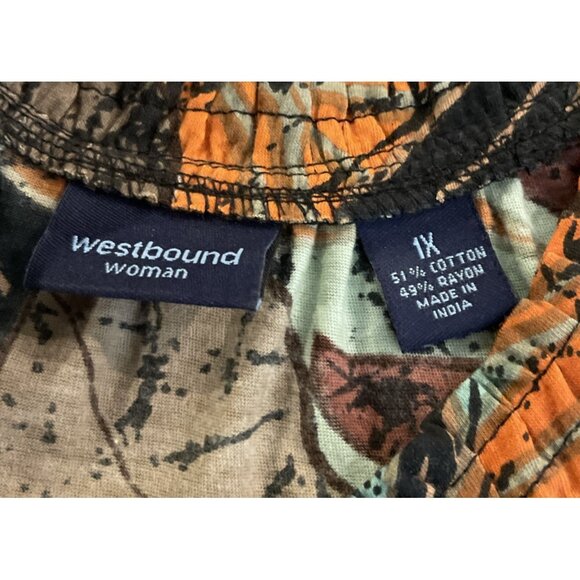 westbound
woman
1X
51% COTTON
49% RAYON
MADE IN
INDIA